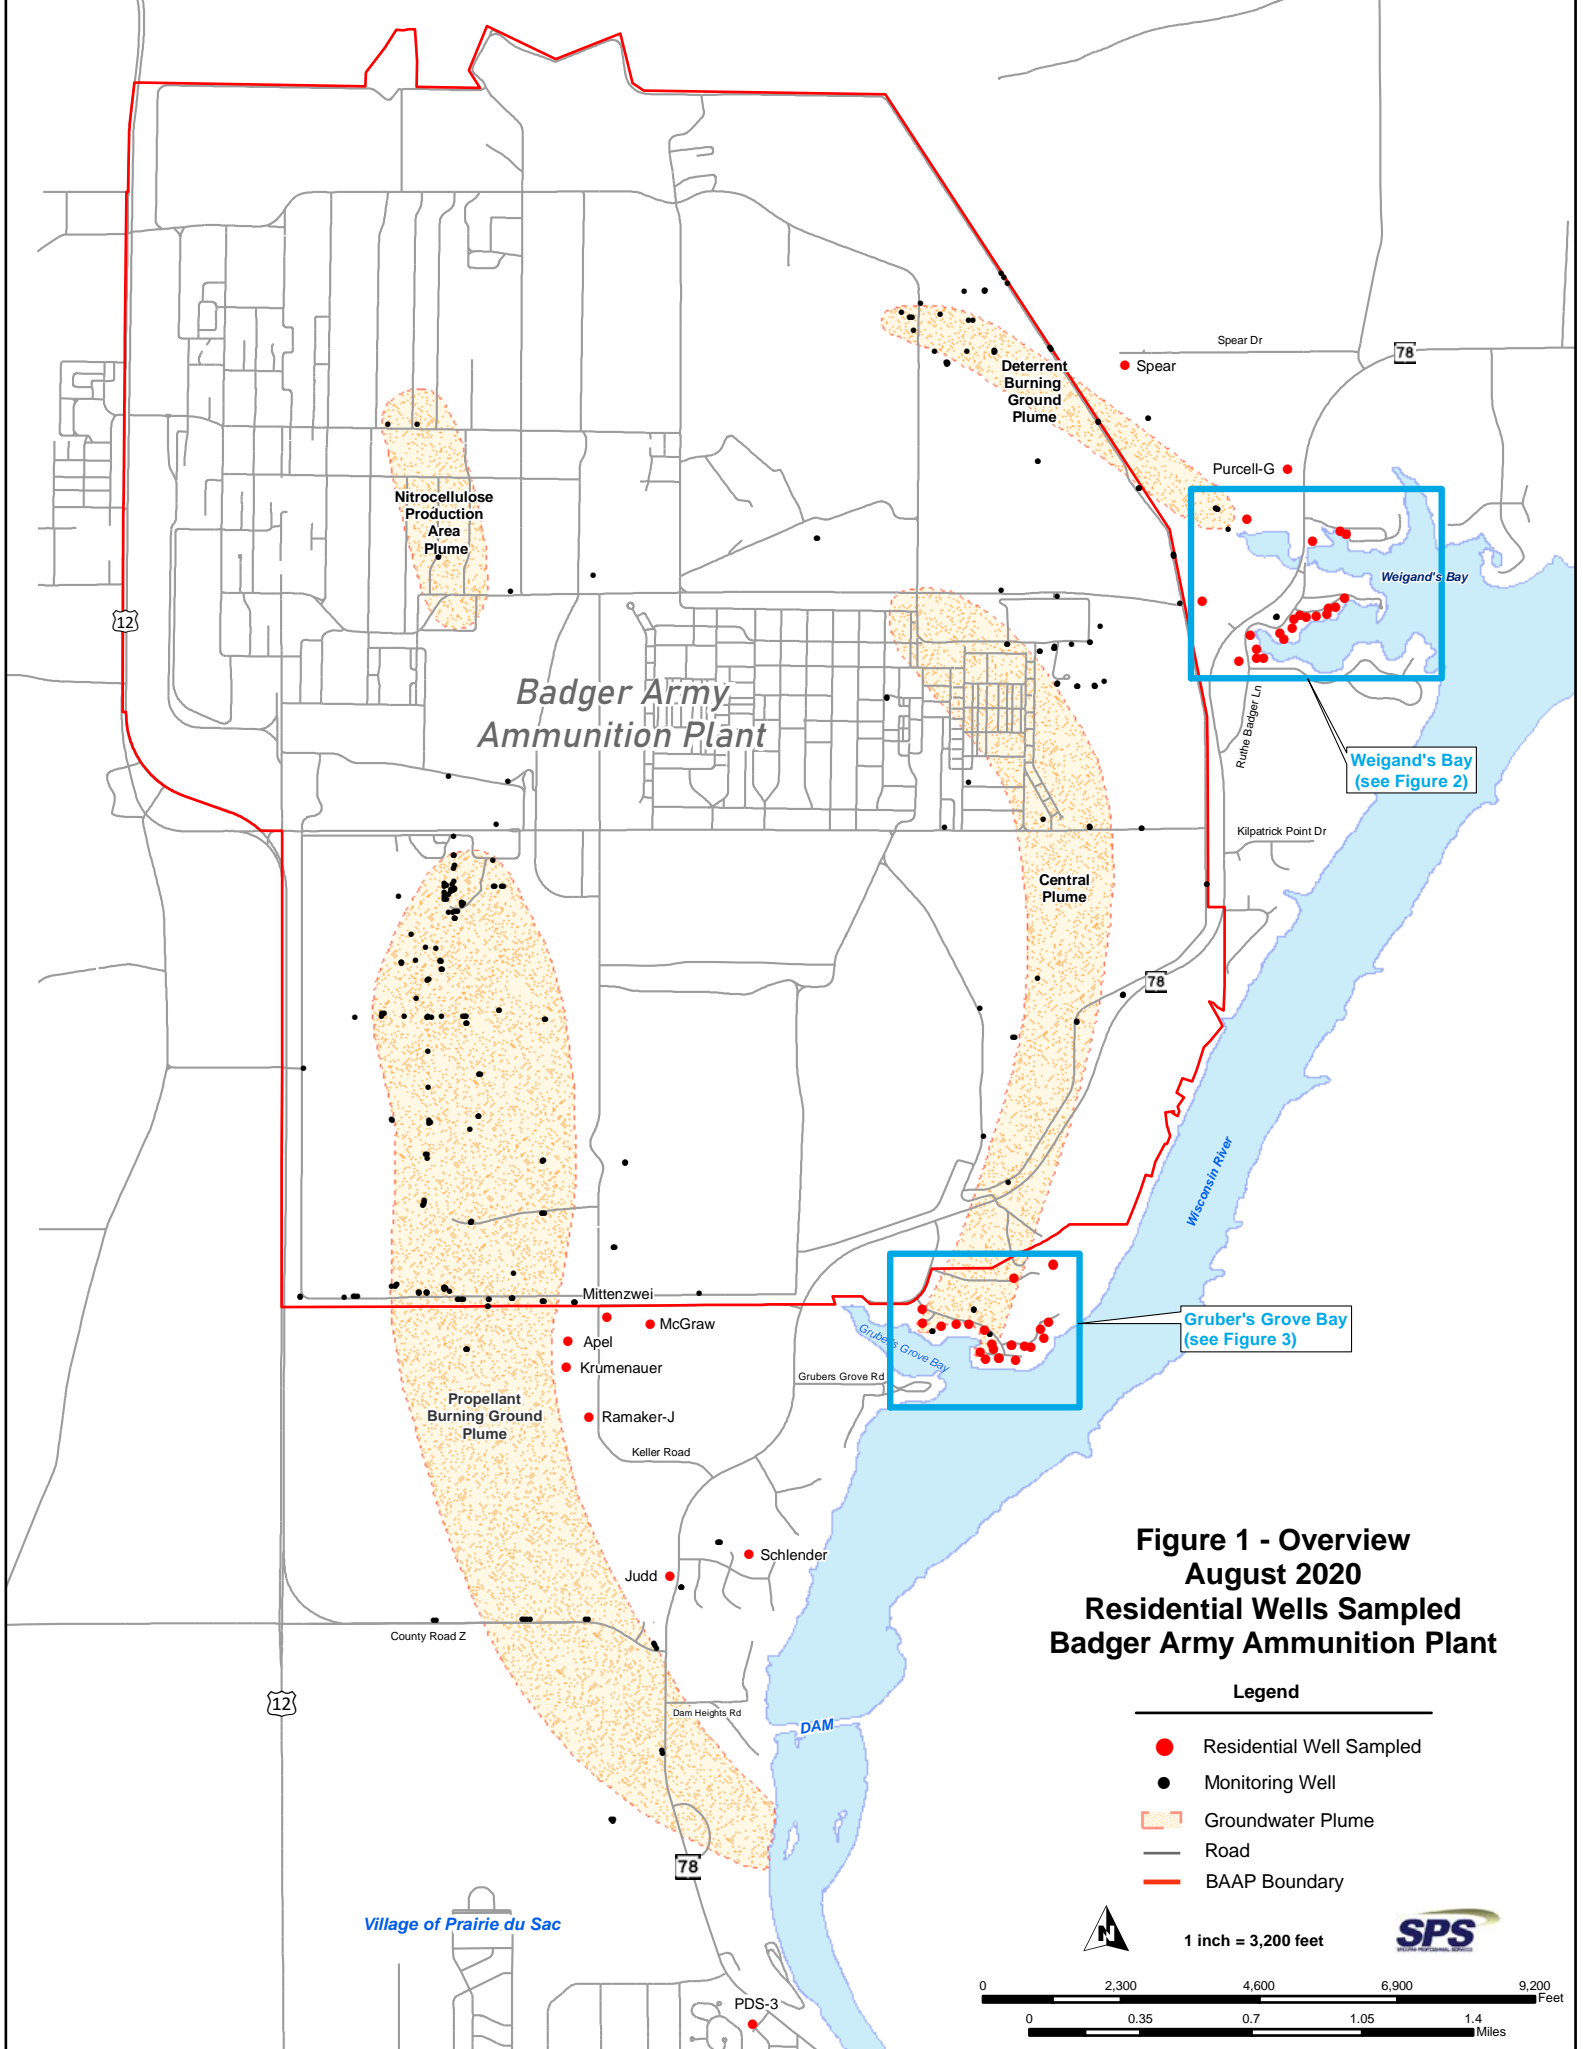 Spear Dr
78
Spear
Deterrent
Burning
Ground
Plume
Purcell-G
Nitrocellulose
Production
Area
Plume
Weigand's Bay
12
Badger Army
Ammunition Plant
Ruthe Badger Ln
Weigand's Bay
(see Figure 2)
Kilpatrick Point Dr
Central
Plume
78
Wisconsin River
Mittenzwei
McGraw
Apel
Krumenauer
Gruber's Grove Bay
Gruber's Grove Bay
(see Figure 3)
Grubers Grove Rd
Propellant
Burning Ground
Plume
Ramaker-J
Keller Road
Schlender
Judd
County Road Z
12
Dam Heights Rd
DAM
78
Village of Prairie du Sac
PDS-3
Figure 1 - Overview
August 2020
Residential Wells Sampled
Badger Army Ammunition Plant
Legend
Residential Well Sampled
Monitoring Well
Groundwater Plume
Road
BAAP Boundary
N
1 inch = 3,200 feet
SPS
0 2,300 4,600 6,900 9,200
Feet
0 0.35 0.7 1.05 1.4
Miles